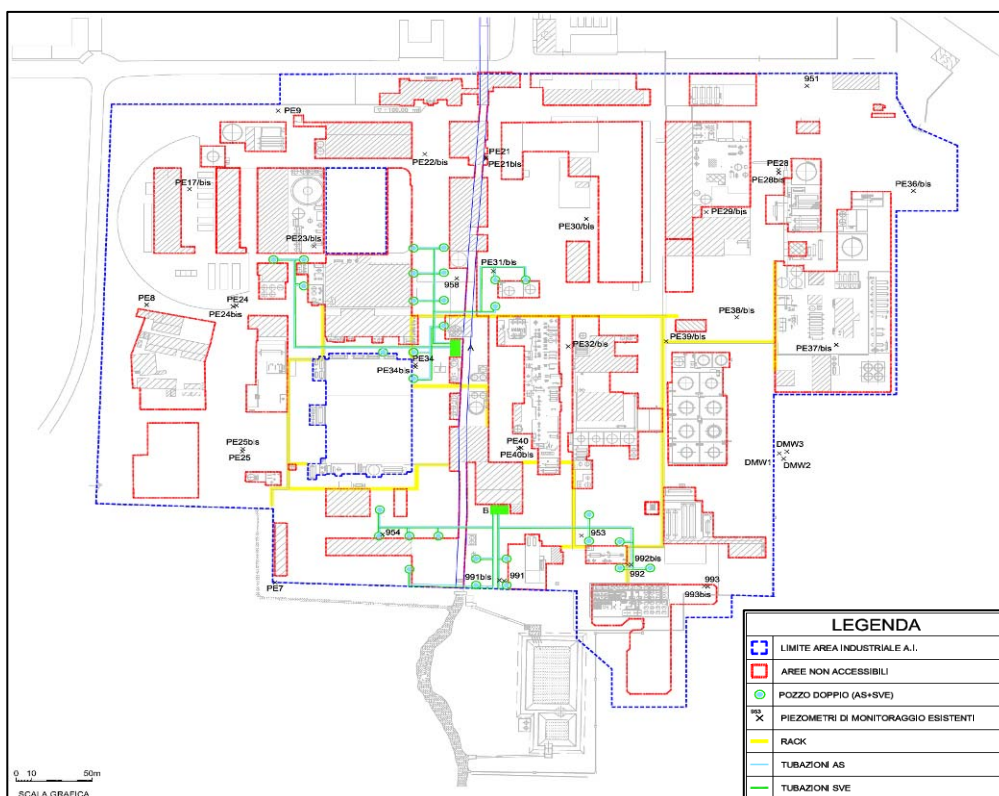 951
PE9
PE21
PE21bis
PE22/bis
PE28
PE28bis
PE17/bis
PE36/bis
PE29/bis
PE30/bis
PE23/bis
PE31/bis
958
PE8
PE24
PE24bis
PE38/bis
PE39/bis
PE32/bis
A
PE37/bis
PE34
PE34bis
PE25bis
PE25
PE40
PE40bis
DMW3
DMW1
DMW2
B
954
953
992bis
992
991bis
991
993
993bis
PE7
LEGENDA
LIMITE AREA INDUSTRIALE A.I.
AREE NON ACCESSIBILI
POZZO DOPPIO (AS+SVE)
953
PIEZOMETRI DI MONITORAGGIO ESISTENTI
RACK
TUBAZIONI AS
TUBAZIONI SVE
0 10 50m
SCALA GRAFICA